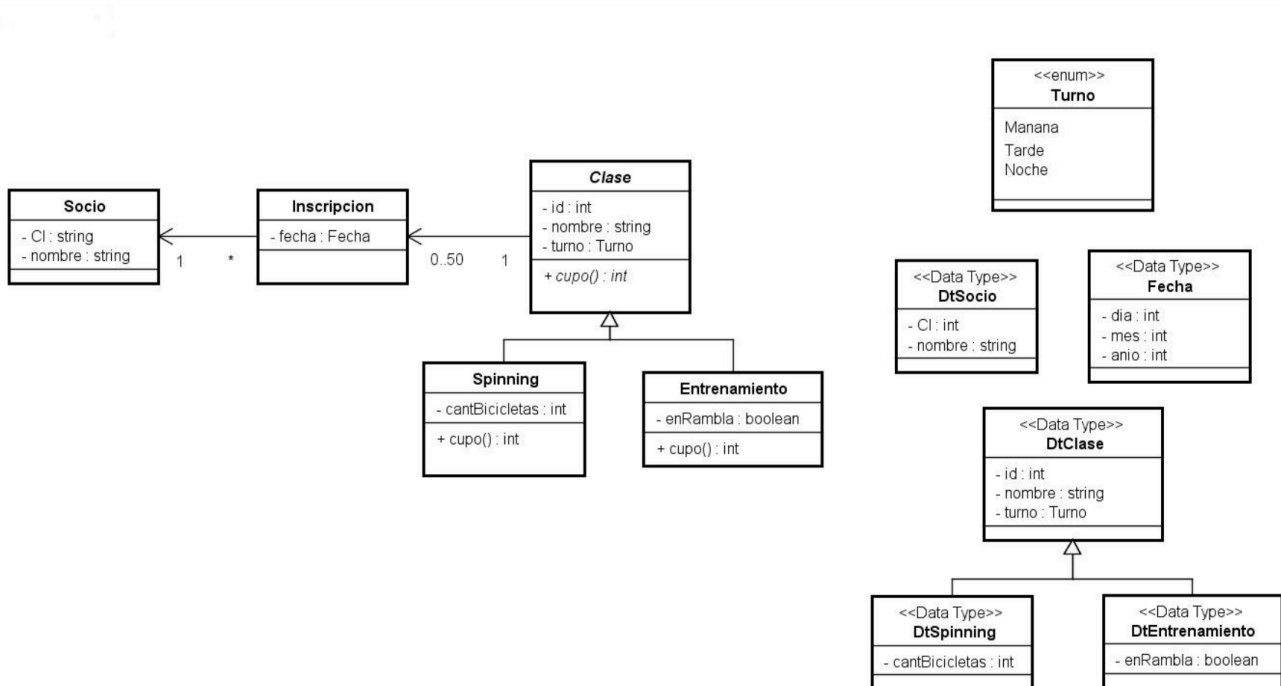 Socio
- CI : string
- nombre : string
1
*
Inscripcion
- fecha : Fecha
0..50
1
Clase
- id : int
- nombre : string
- turno : Turno
+ cupo() : int
Spinning
- cantBicicletas : int
+ cupo() : int
Entrenamiento
- enRambla : boolean
+ cupo() : int
<<enum>>
Turno
Manana
Tarde
Noche
<<Data Type>>
DtSocio
- CI : int
- nombre : string
<<Data Type>>
Fecha
- dia : int
- mes : int
- anio : int
<<Data Type>>
DtClase
- id : int
- nombre : string
- turno : Turno
<<Data Type>>
DtSpinning
- cantBicicletas : int
<<Data Type>>
DtEntrenamiento
- enRambla : boolean